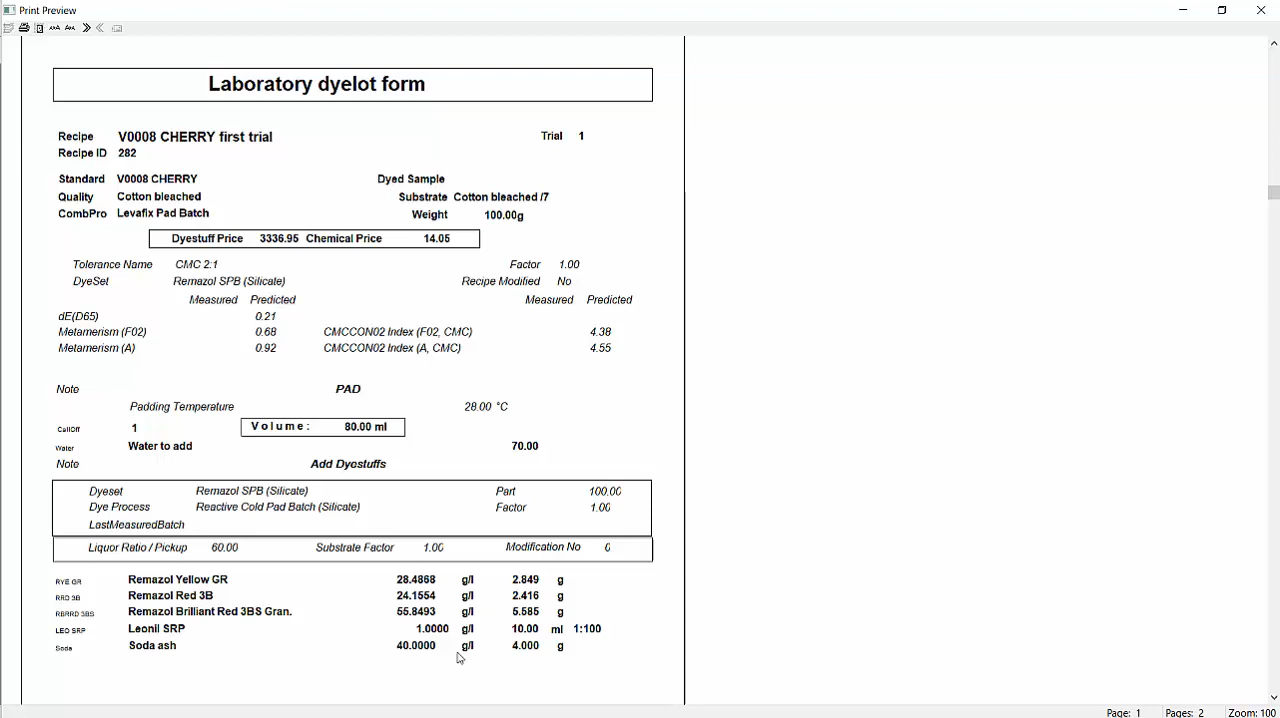 Print Preview
Laboratory dyelot form
Recipe V0008 CHERRY first trial Trial 1
Recipe ID 282
Standard V0008 CHERRY Dyed Sample
Quality Cotton bleached Substrate Cotton bleached /7
CombPro Levafix Pad Batch Weight 100.00g
Dyestuff Price 3336.95 Chemical Price 14.05
Tolerance Name CMC 2:1 Factor 1.00
DyeSet Remazol SPB (Silicate) Recipe Modified No
Measured Predicted Measured Predicted
dE(D65) 0.21
Metamerism (F02) 0.68 CMCCON02 Index (F02, CMC) 4.38
Metamerism (A) 0.92 CMCCON02 Index (A, CMC) 4.55
Note PAD
Padding Temperature 28.00 °C
CallOff 1 Volume: 80.00 ml
Water Water to add 70.00
Note Add Dyestuffs
Dyeset Remazol SPB (Silicate) Part 100.00
Dye Process Reactive Cold Pad Batch (Silicate) Factor 1.00
LastMeasuredBatch
Liquor Ratio / Pickup 60.00 Substrate Factor 1.00 Modification No 0
RYE GR Remazol Yellow GR 28.4868 g/l 2.849 g
RRD 3B Remazol Red 3B 24.1554 g/l 2.416 g
RBRRD 3BS Remazol Brilliant Red 3BS Gran. 55.8493 g/l 5.585 g
LEO SRP Leonil SRP 1.0000 g/l 10.00 ml 1:100
Soda Soda ash 40.0000 g/l 4.000 g
Page: 1 Pages: 2 Zoom: 100